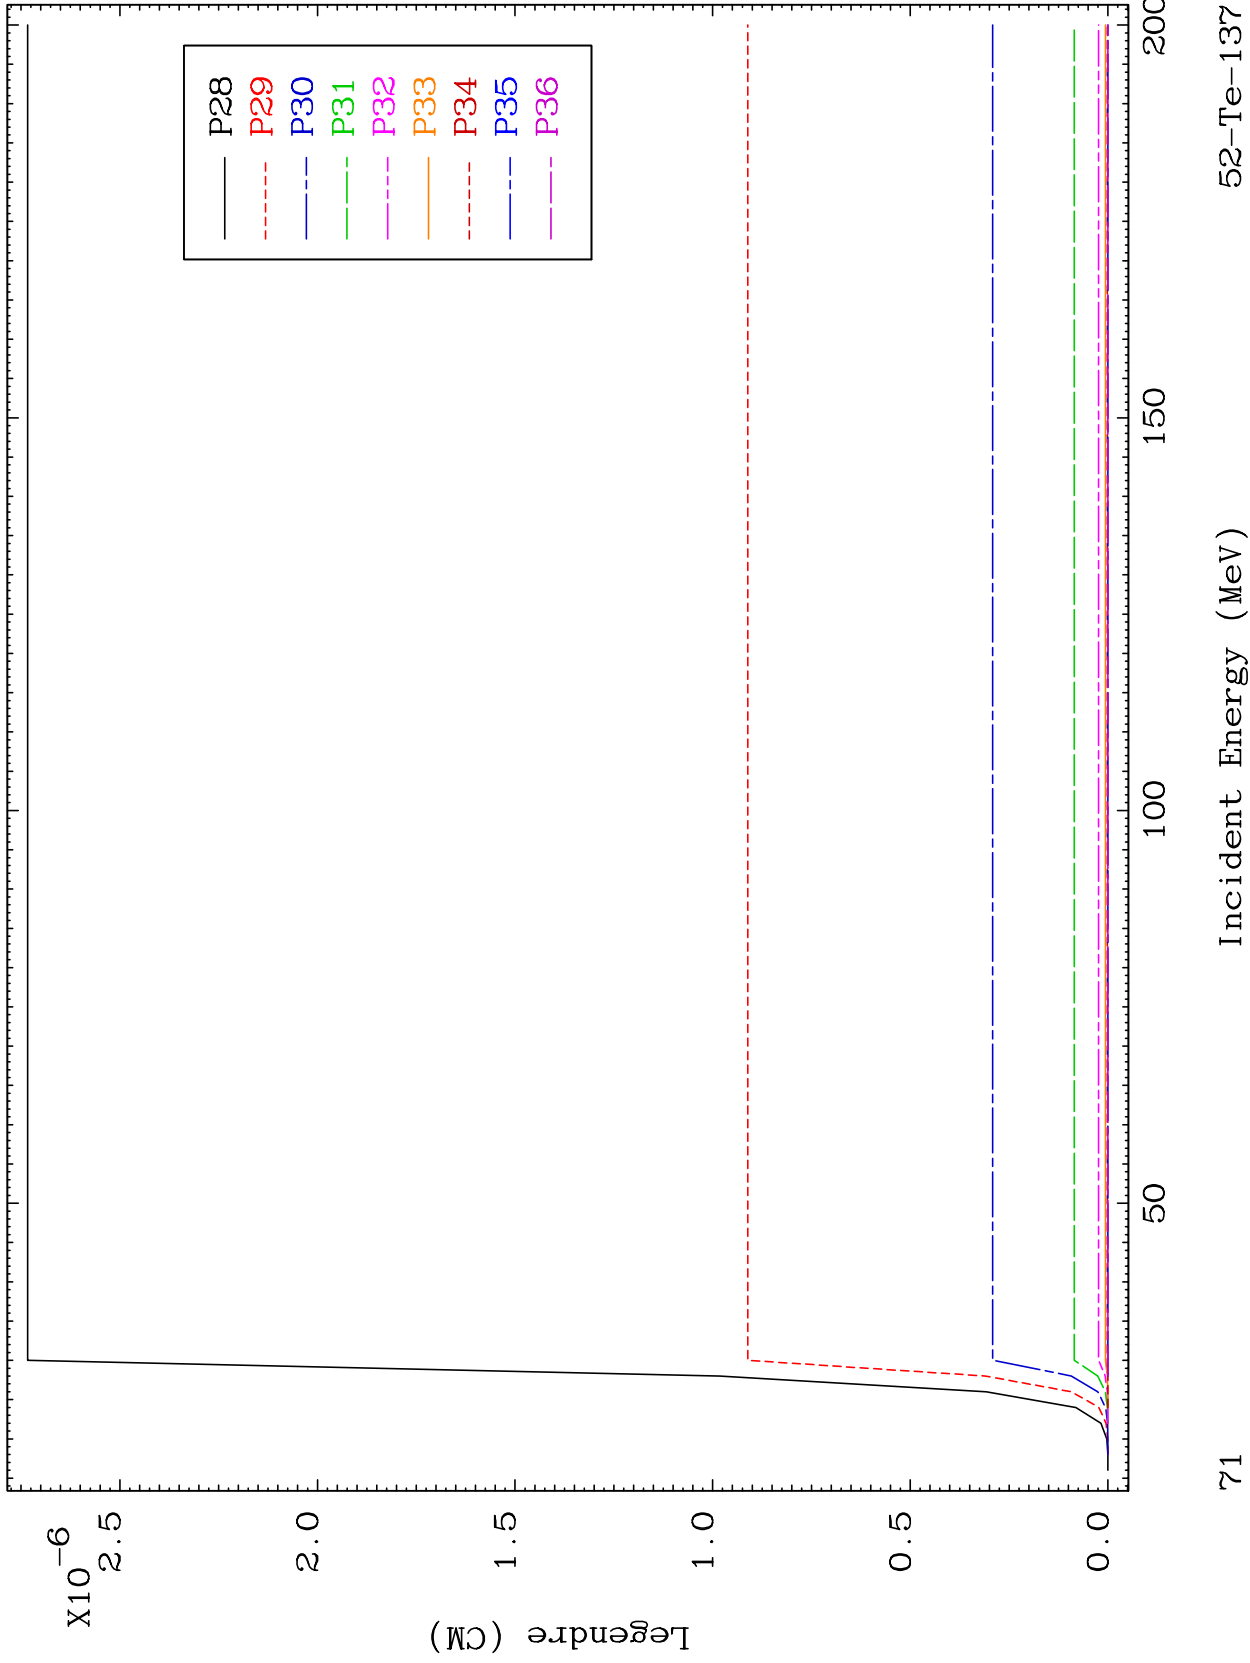 X10-6
2.5
2.0
1.5
1.0
0.5
0.0
Legendre (CM)
P28
P29
P30
P31
P32
P33
P34
P35
P36
50
100
150
200
71
Incident Energy (MeV)
52-Te-137